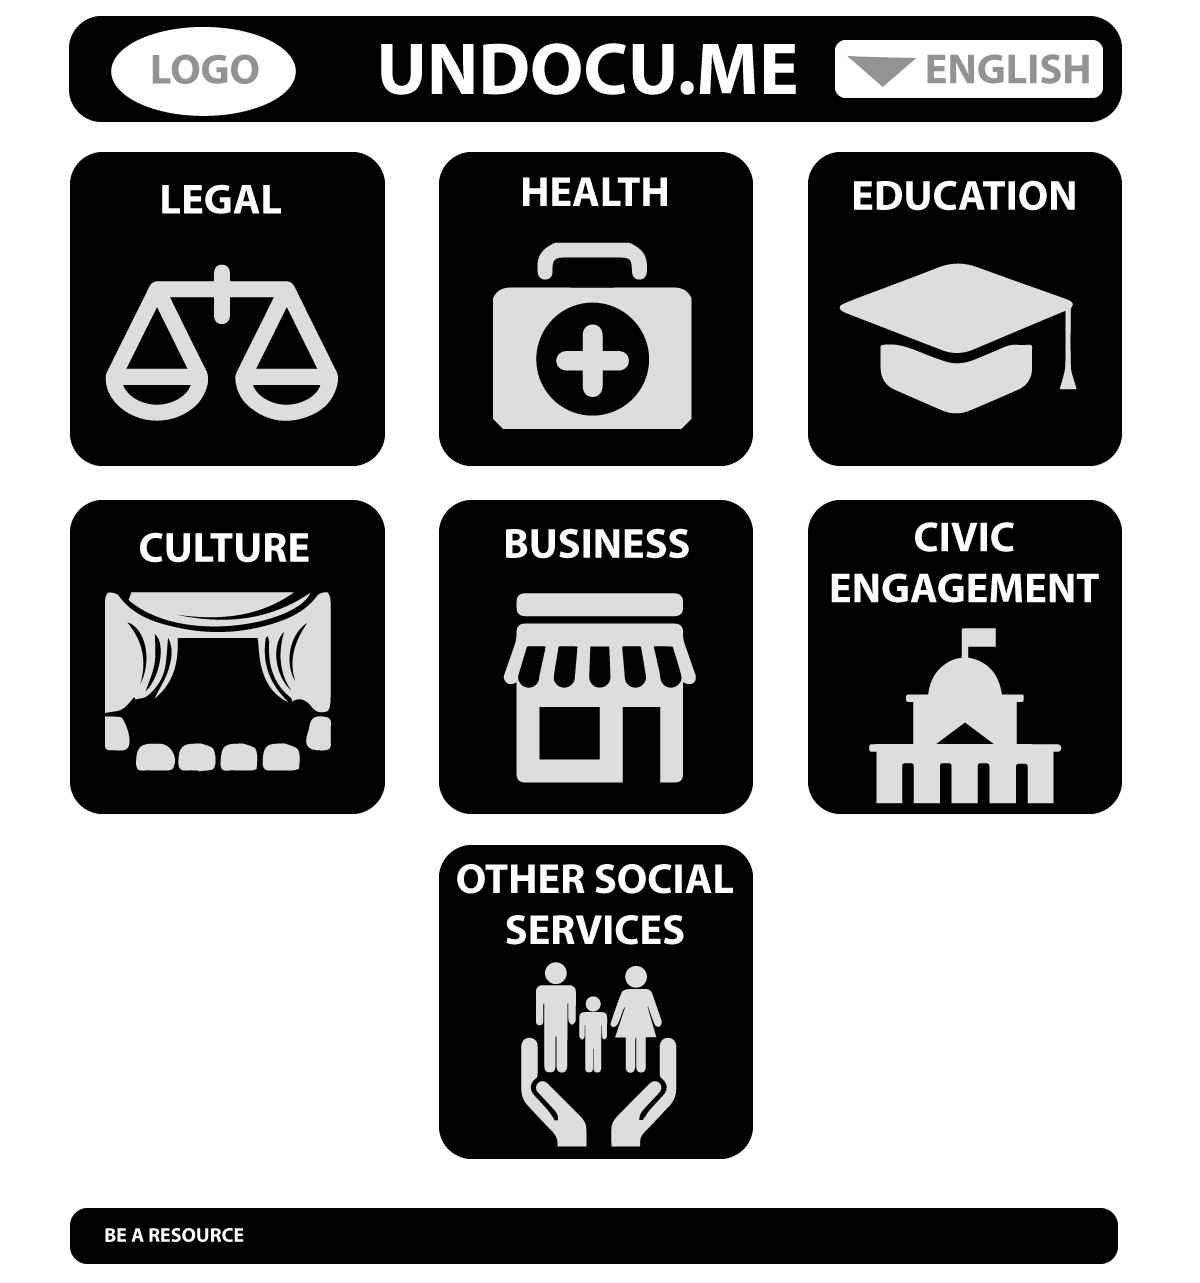 LOGO
UNDOCU.ME
ENGLISH
LEGAL
HEALTH
EDUCATION
CULTURE
BUSINESS
CIVIC
ENGAGEMENT
OTHER SOCIAL
SERVICES
BE A RESOURCE